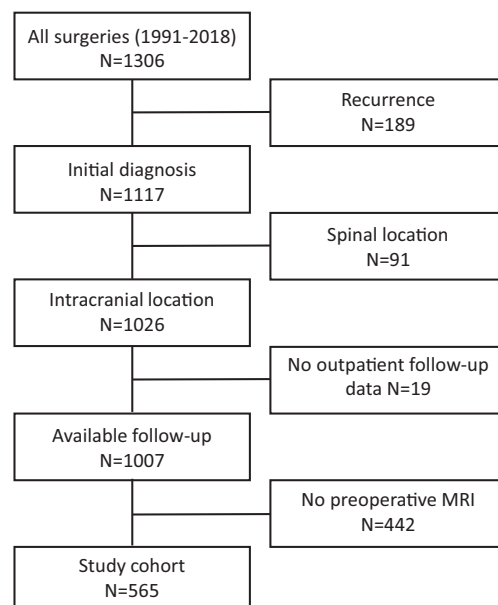 All surgeries (1991-2018)
N=1306
Recurrence
N=189
Initial diagnosis
N=1117
Spinal location
N=91
Intracranial location
N=1026
No outpatient follow-up
data N=19
Available follow-up
N=1007
No preoperative MRI
N=442
Study cohort
N=565